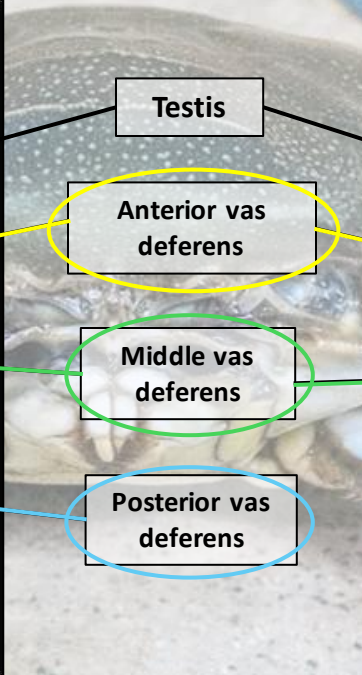 Testis
Anterior vas
deferens
Middle vas
deferens
Posterior vas
deferens